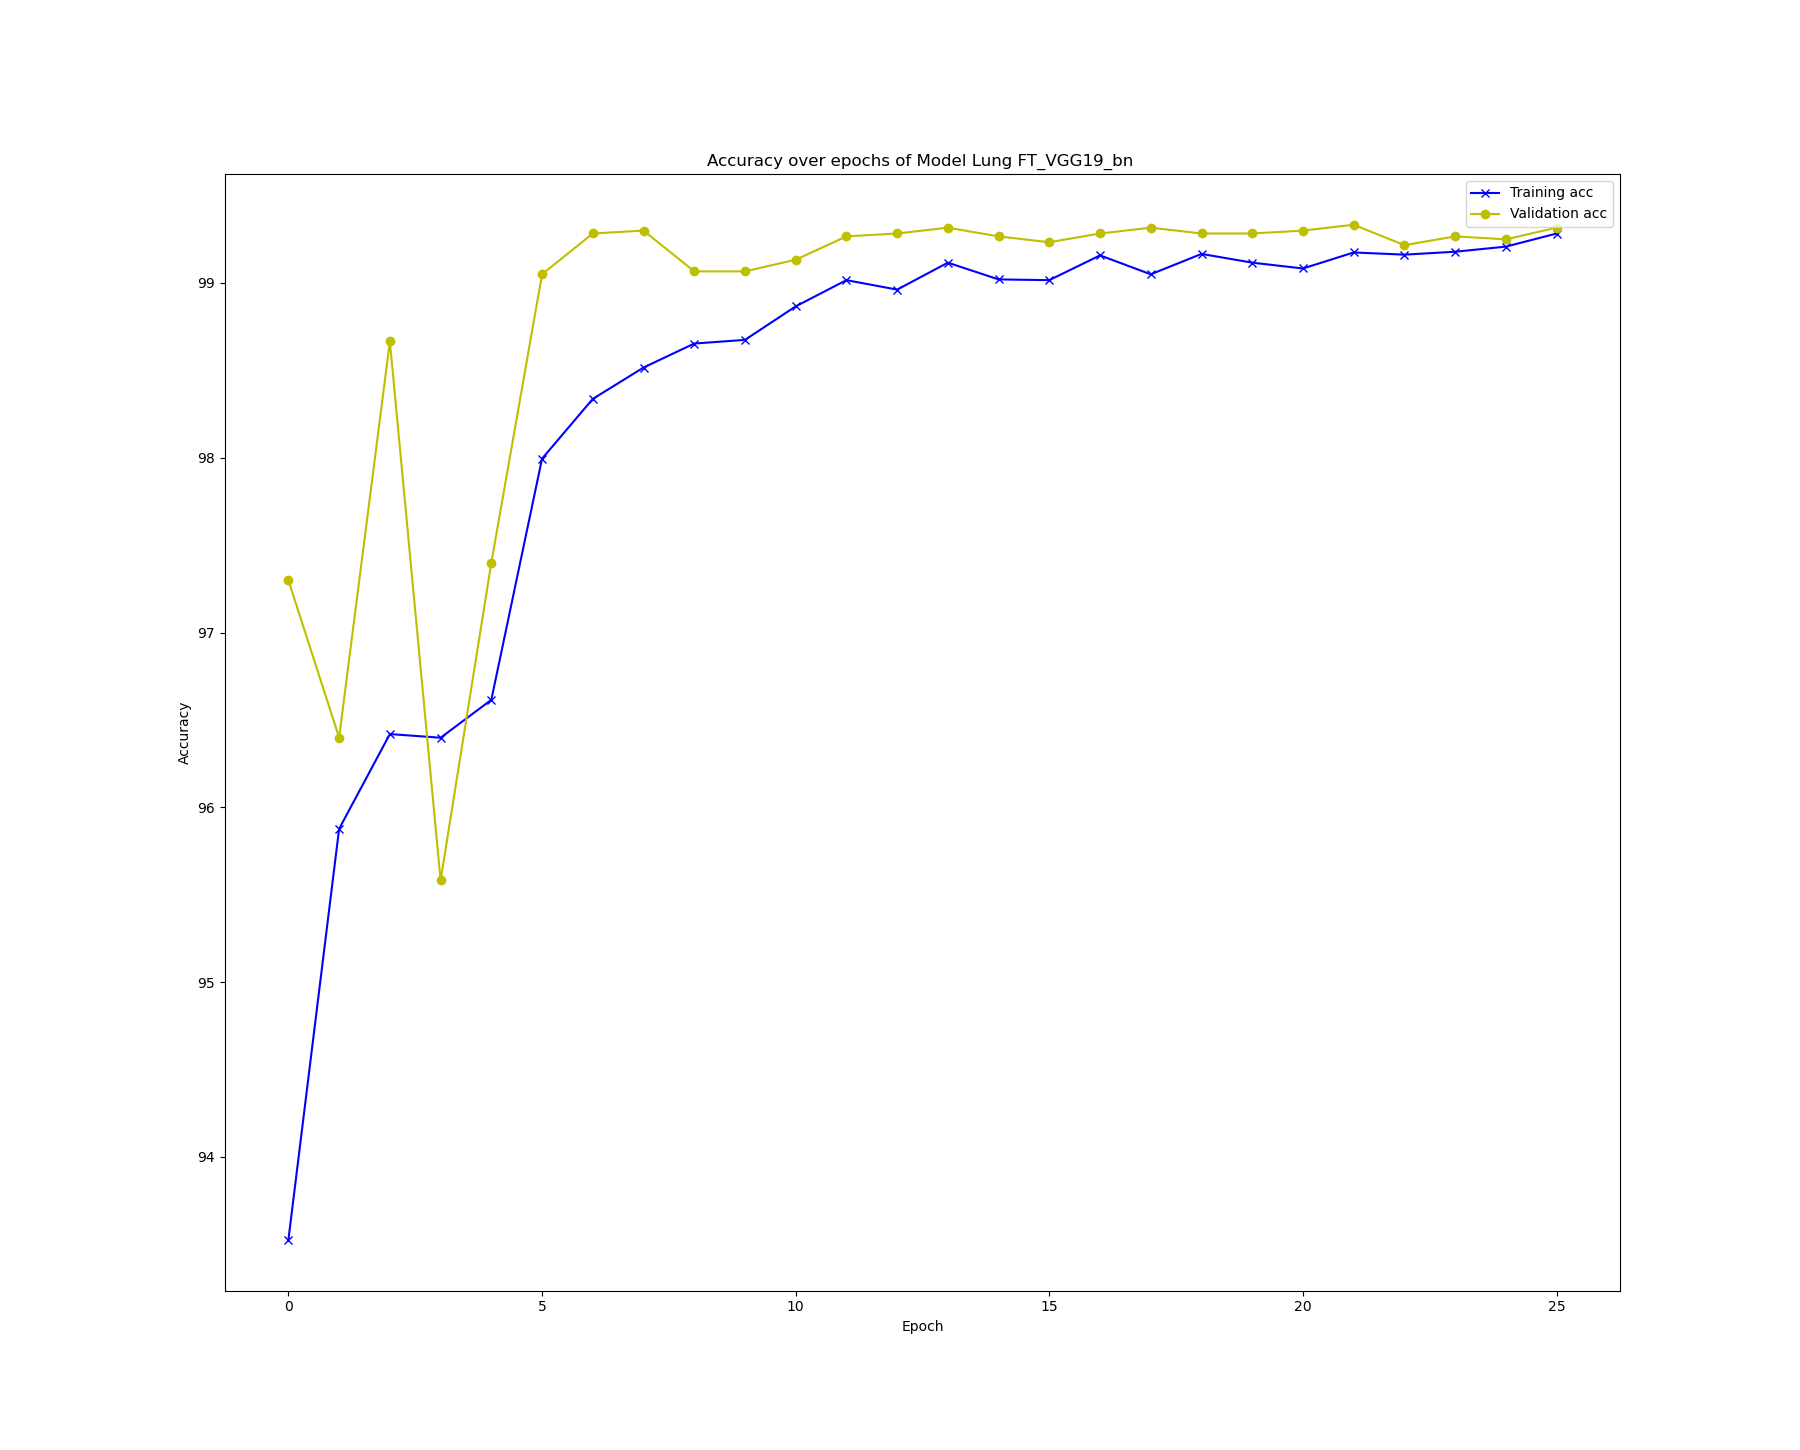 Accuracy over epochs of Model Lung FT_VGG19_bn
Training acc
Validation acc
99
98
97
96
95
94
Accuracy
0 5 10 15 20 25
Epoch